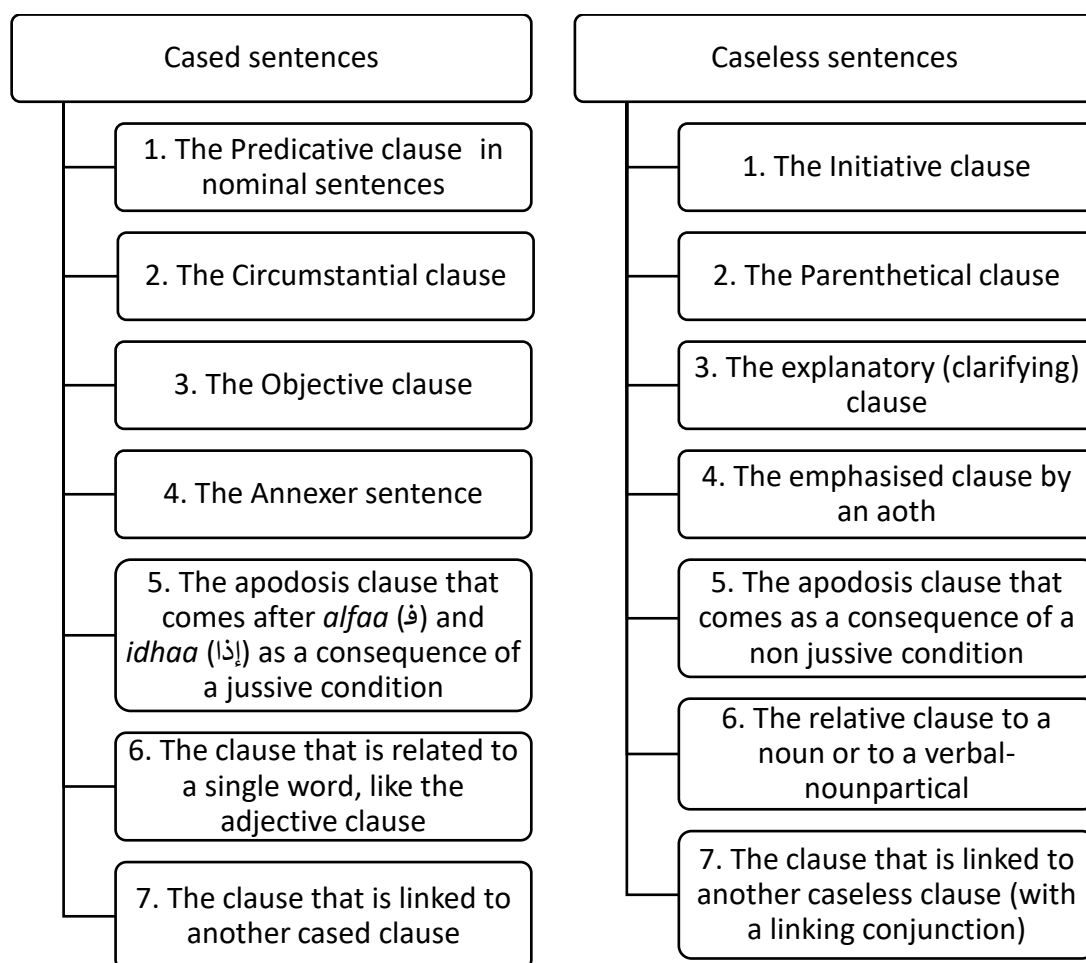 Cased sentences
1. The Predicative clause in
nominal sentences
2. The Circumstantial clause
3. The Objective clause
4. The Annexer sentence
5. The apodosis clause that
comes after alfaa (ف) and
idhaa (إذا) as a consequence of
a jussive condition
6. The clause that is related to
a single word, like the
adjective clause
7. The clause that is linked to
another cased clause
Caseless sentences
1. The Initiative clause
2. The Parenthetical clause
3. The explanatory (clarifying)
clause
4. The emphasised clause by
an aoth
5. The apodosis clause that
comes as a consequence of a
non jussive condition
6. The relative clause to a
noun or to a verbal-
nounpartical
7. The clause that is linked to
another caseless clause (with
a linking conjunction)